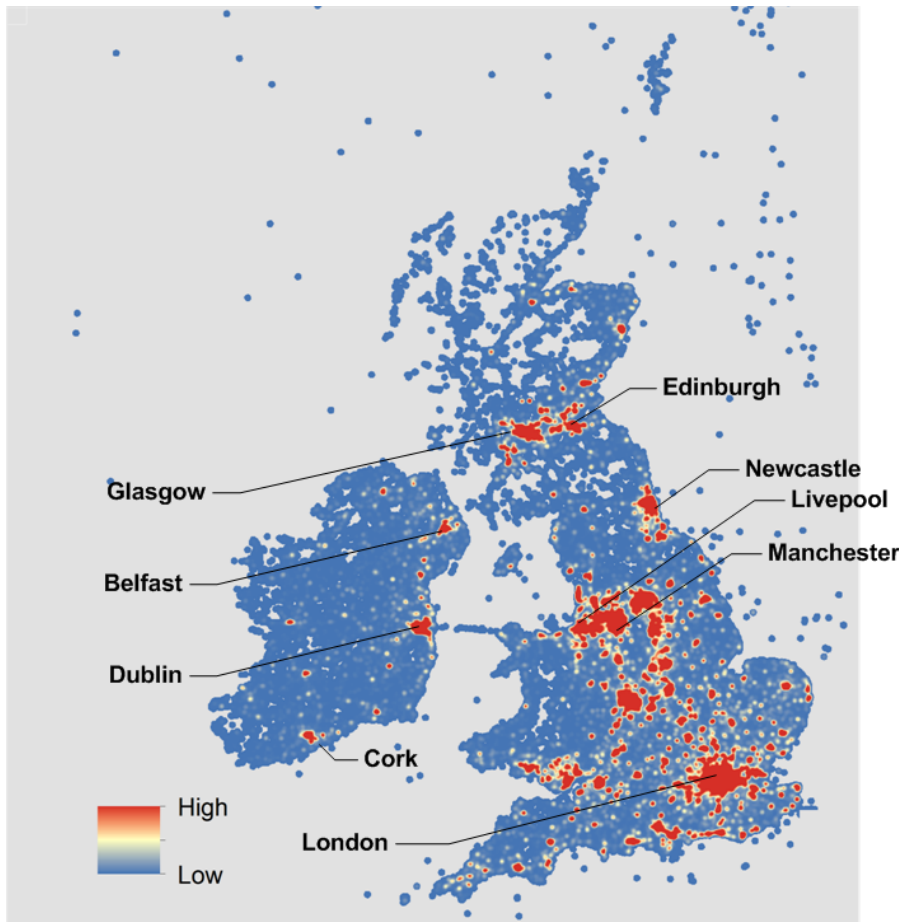 Edinburgh
Newcastle
Glasgow
Livepool
Manchester
Belfast
Dublin
Cork
High
London
Low